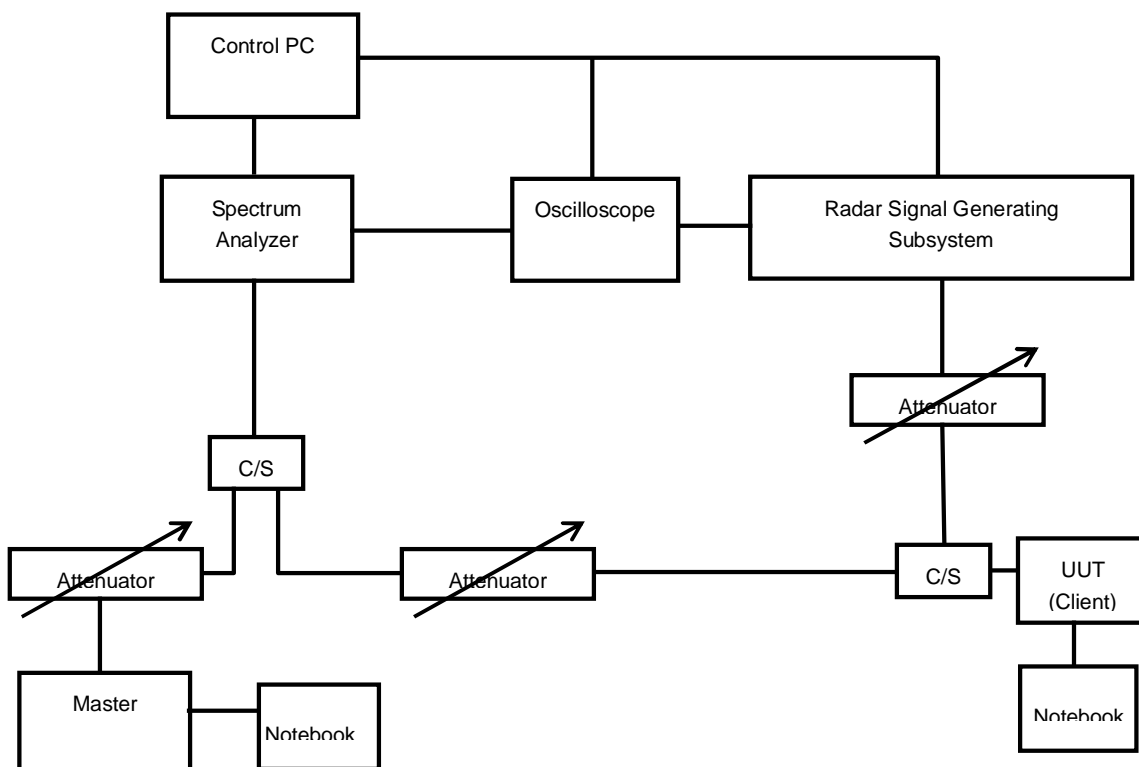 Control PC
Spectrum
Analyzer
Oscilloscope
Radar Signal Generating
Subsystem
Attenuator
C/S
Attenuator
Attenuator
C/S
UUT
(Client)
Master
Notebook
Notebook